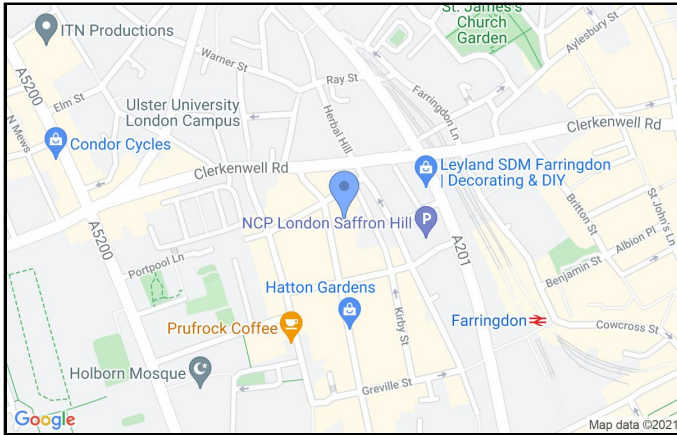 ITN Productions
St. James's
Church
Garden
Aylesbury St
Warner St
Ray St
A5200
Elm St
Ulster University
London Campus
Farringdon Ln
N Mews
Herbal Hill
Clerkenwell Rd
Condor Cycles
Clerkenwell Rd
Leyland SDM Farringdon
| Decorating & DIY
St John's Ln
NCP London Saffron Hill
P
Britton St
A5200
Portpool Ln
A201
Albion Pl
Benjamin St
Hatton Gardens
Kirby St
Farringdon
Prufrock Coffee
Cowcross St
Holborn Mosque
Greville St
Google
Map data ©2021